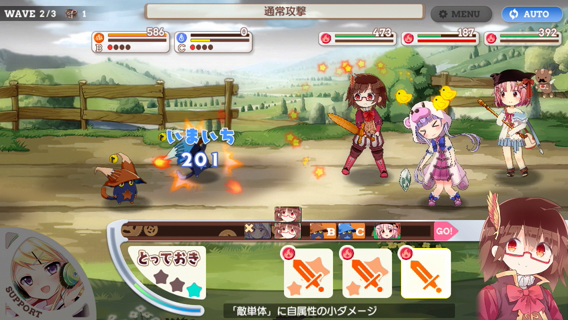 WAVE 2/3 1
通常攻撃
MENU
AUTO
B 586
C 0
473
187
392
いまいち
201
B C GO!
とっておき
SUPPORT
「敵単体」に自属性の小ダメージ